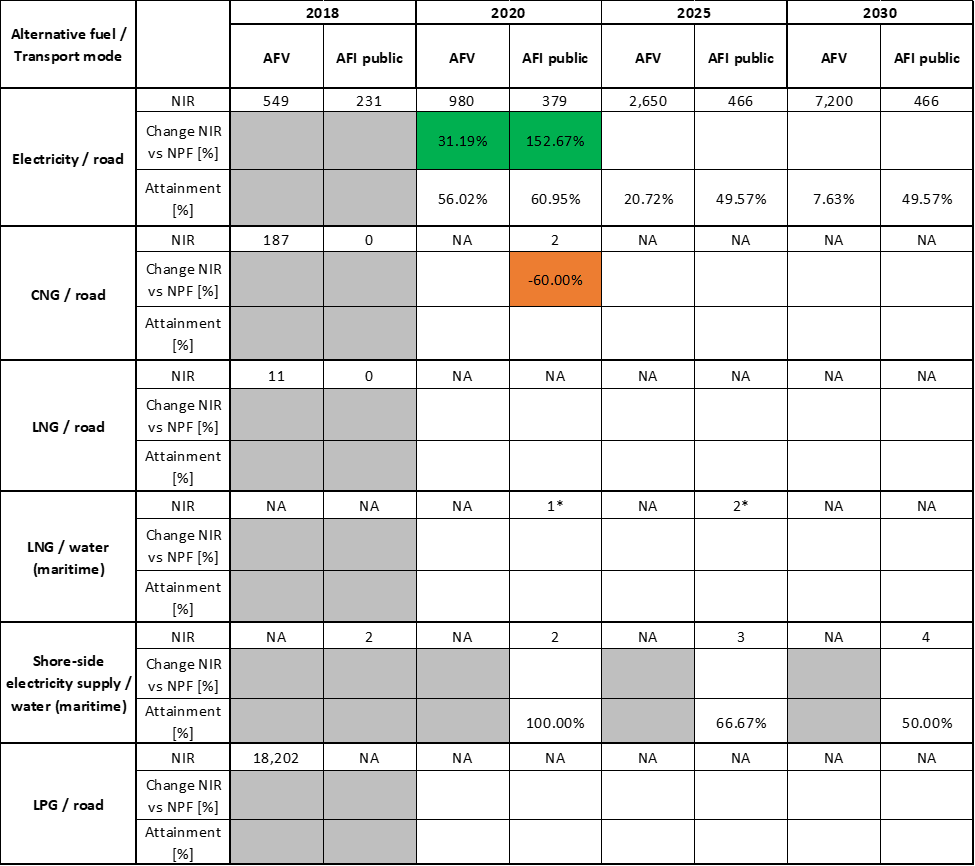 Alternative fuel / Transport mode 2018 2020 2025 2030
AFV AFI public AFV AFI public AFV AFI public AFV AFI public
Electricity / road
NIR 549 231 980 379 2,650 466 7,200 466
Change NIR vs NPF [%] 31.19% 152.67%
Attainment [%] 56.02% 60.95% 20.72% 49.57% 7.63% 49.57%
CNG / road
NIR 187 0 NA 2 NA NA NA NA
Change NIR vs NPF [%] -60.00%
Attainment [%]
LNG / road
NIR 11 0 NA NA NA NA NA NA
Change NIR vs NPF [%]
Attainment [%]
LNG / water (maritime)
NIR NA NA NA 1* NA 2* NA NA
Change NIR vs NPF [%]
Attainment [%]
Shore-side electricity supply / water (maritime)
NIR NA 2 NA 2 NA 3 NA 4
Change NIR vs NPF [%]
Attainment [%] 100.00% 66.67% 50.00%
LPG / road
NIR 18,202 NA NA NA NA NA NA NA
Change NIR vs NPF [%]
Attainment [%]